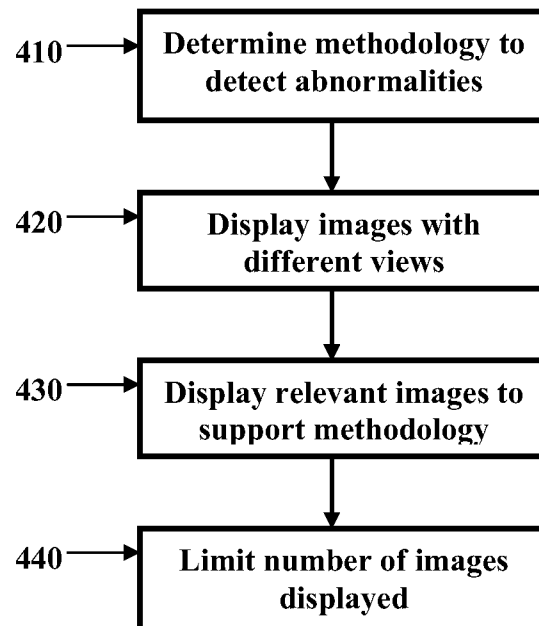 410
Determine methodology to
detect abnormalities
420
Display images with
different views
430
Display relevant images to
support methodology
440
Limit number of images
displayed